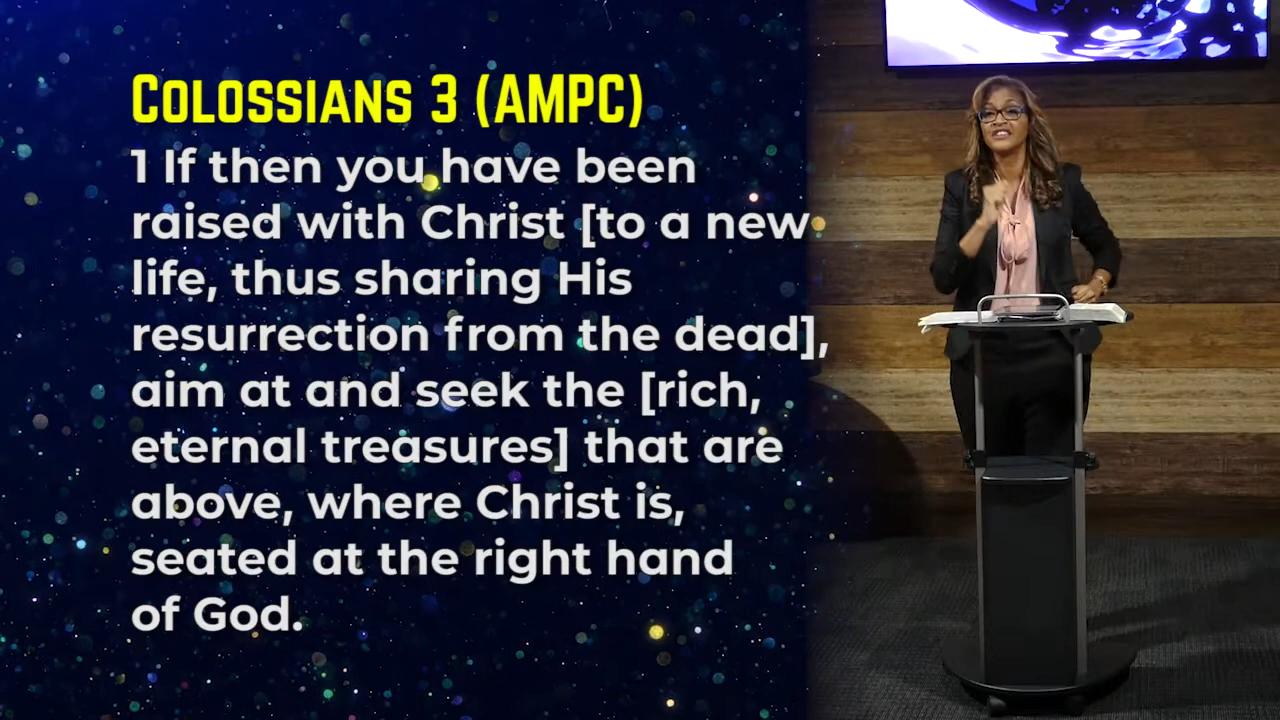 Colossians 3 (AMPC)
1 If then you have been
raised with Christ [to a new
life, thus sharing His
resurrection from the dead],
aim at and seek the [rich,
eternal treasures] that are
above, where Christ is,
seated at the right hand
of God.